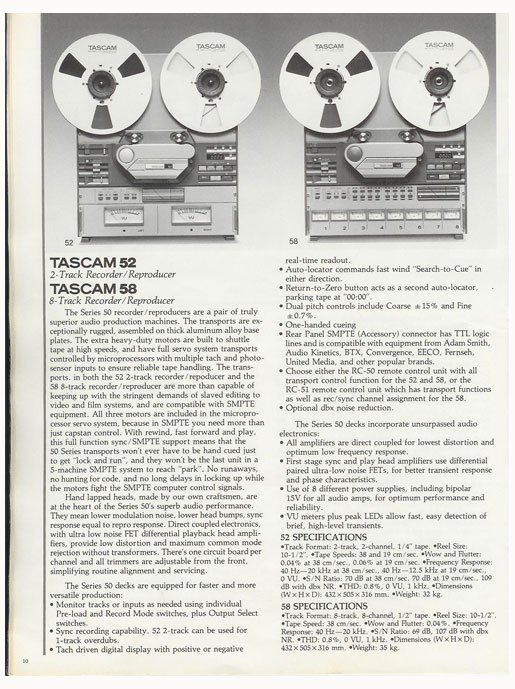 TASCAM
TASCAM
TASCAM
TASCAM
VU
VU
1 2 3 4 5 6 7 8
52
58
TASCAM 52
2-Track Recorder/Reproducer
TASCAM 58
8-Track Recorder/Reproducer
The Series 50 recorder/reproducers are a pair of truly
superior audio production machines. The transports are ex-
ceptionally rugged, assembled on thick aluminum alloy base
plates. The extra heavy-duty motors are built to shuttle
tape at high speeds, and have full servo system transports
controlled by microprocessors with multiple tach and photo-
sensor inputs to ensure reliable tape handling. The trans-
ports. in both the 52 2-track recorder/repoducer and the
58 8-track recorder/reproducer are more than capable of
keeping up with the stringent demands of slaved editing to
video and film systems, and are compatible with SMPTE
equipment. All three motors are included in the micropro-
cessor servo system, because in SMPTE you need more than
just capstan control. With rewind, fast forward and play,
this full function sync/SMPTE support means that the
50 Series transports won't ever have to be hand cued just
to get "lock and run", and they won't be the last unit in a
5-machine SMPTE system to reach "park". No runaways,
no hunting for code, and no long delays in locking up while
the motors fight the SMPTE computer control signals.
Hand lapped heads, made by our own craftsmen, are
at the heart of the Series 50's superb audio performance.
They mean lower modulation noise, lower head bumps, sync
response equal to repro response. Direct coupled electronics,
with ultra low noise FET differential playback head ampli-
fiers, provide low distortion and maximum common mode
rejection without transformers. There's one circuit board per
channel and all trimmers are adjustable from the front,
simplifying routine alignment and servicing.
The Series 50 decks are equipped for faster and more
versatile production:
• Monitor tracks or inputs as needed using individual
Pre-load and Record Mode switches, plus Output Select
switches.
• Sync recording capability. 52 2-track can be used for
1-track overdubs.
• Tach driven digital display with positive or negative
real-time readout.
• Auto-locator commands fast wind "Search-to-Cue" in
either direction.
• Return-to-Zero button acts as a second auto-locator,
parking tape at "00:00".
• Dual pitch controls include Coarse ±15% and Fine
±0.7%.
• One-handed cueing
• Rear Panel SMPTE (Accessory) connector has TTL logic
lines and is compatible with equipment from Adam Smith,
Audio Kinetics, BTX, Convergence, EECO, Fernseh,
United Media, and other popular brands.
• Choose either the RC-50 remote control unit with all
transport control function for the 52 and 58, or the
RC-51 remote control unit which has transport functions
as well as rec/sync channel assignment for the 58.
• Optional dbx noise reduction.
The Series 50 decks incorporate unsurpassed audio
electronics:
• All amplifiers are direct coupled for lowest distortion and
optimum low frequency response.
• First stage sync and play head amplifiers use differential
paired ultra-low noise FETs, for better transient response
and phase characteristics.
• Use of 8 different power supplies, including bipolar
15V for all audio amps, for optimum performance and
reliability.
• VU meters plus peak LEDs allow fast, easy detection of
brief, high-level transients.
52 SPECIFICATIONS
•Track Format: 2-track, 2-channel, 1/4" tape. •Reel Size:
10-1/2". •Tape Speeds: 38 and 19 cm/sec. •Wow and Flutter:
0.04% at 38 cm/sec., 0.06% at 19 cm/sec. •Frequency Response:
40 Hz—20 kHz at 38 cm/sec., 40 Hz—12.5 kHz at 19 cm/sec.,
0 VU. •S/N Ratio: 70 dB at 38 cm/sec. 70 dB at 19 cm/sec., 109
dB with dbx NR. •THD: 0.8%, 0 VU, 1 kHz. •Dimensions
(W×H×D): 432×505×316 mm. •Weight: 32 kg.
58 SPECIFICATIONS
•Track Format: 8-track, 8-channel, 1/2" tape. •Reel Size: 10-1/2".
•Tape Speed: 38 cm/sec. •Wow and Flutter: 0.04%. •Frequency
Response: 40 Hz—20 kHz. •S/N Ratio: 69 dB, 107 dB with dbx
NR. •THD: 0.8%, 0 VU, 1 kHz. •Dimensions (W×H×D):
432×505×316 mm. •Weight: 35 kg.
10